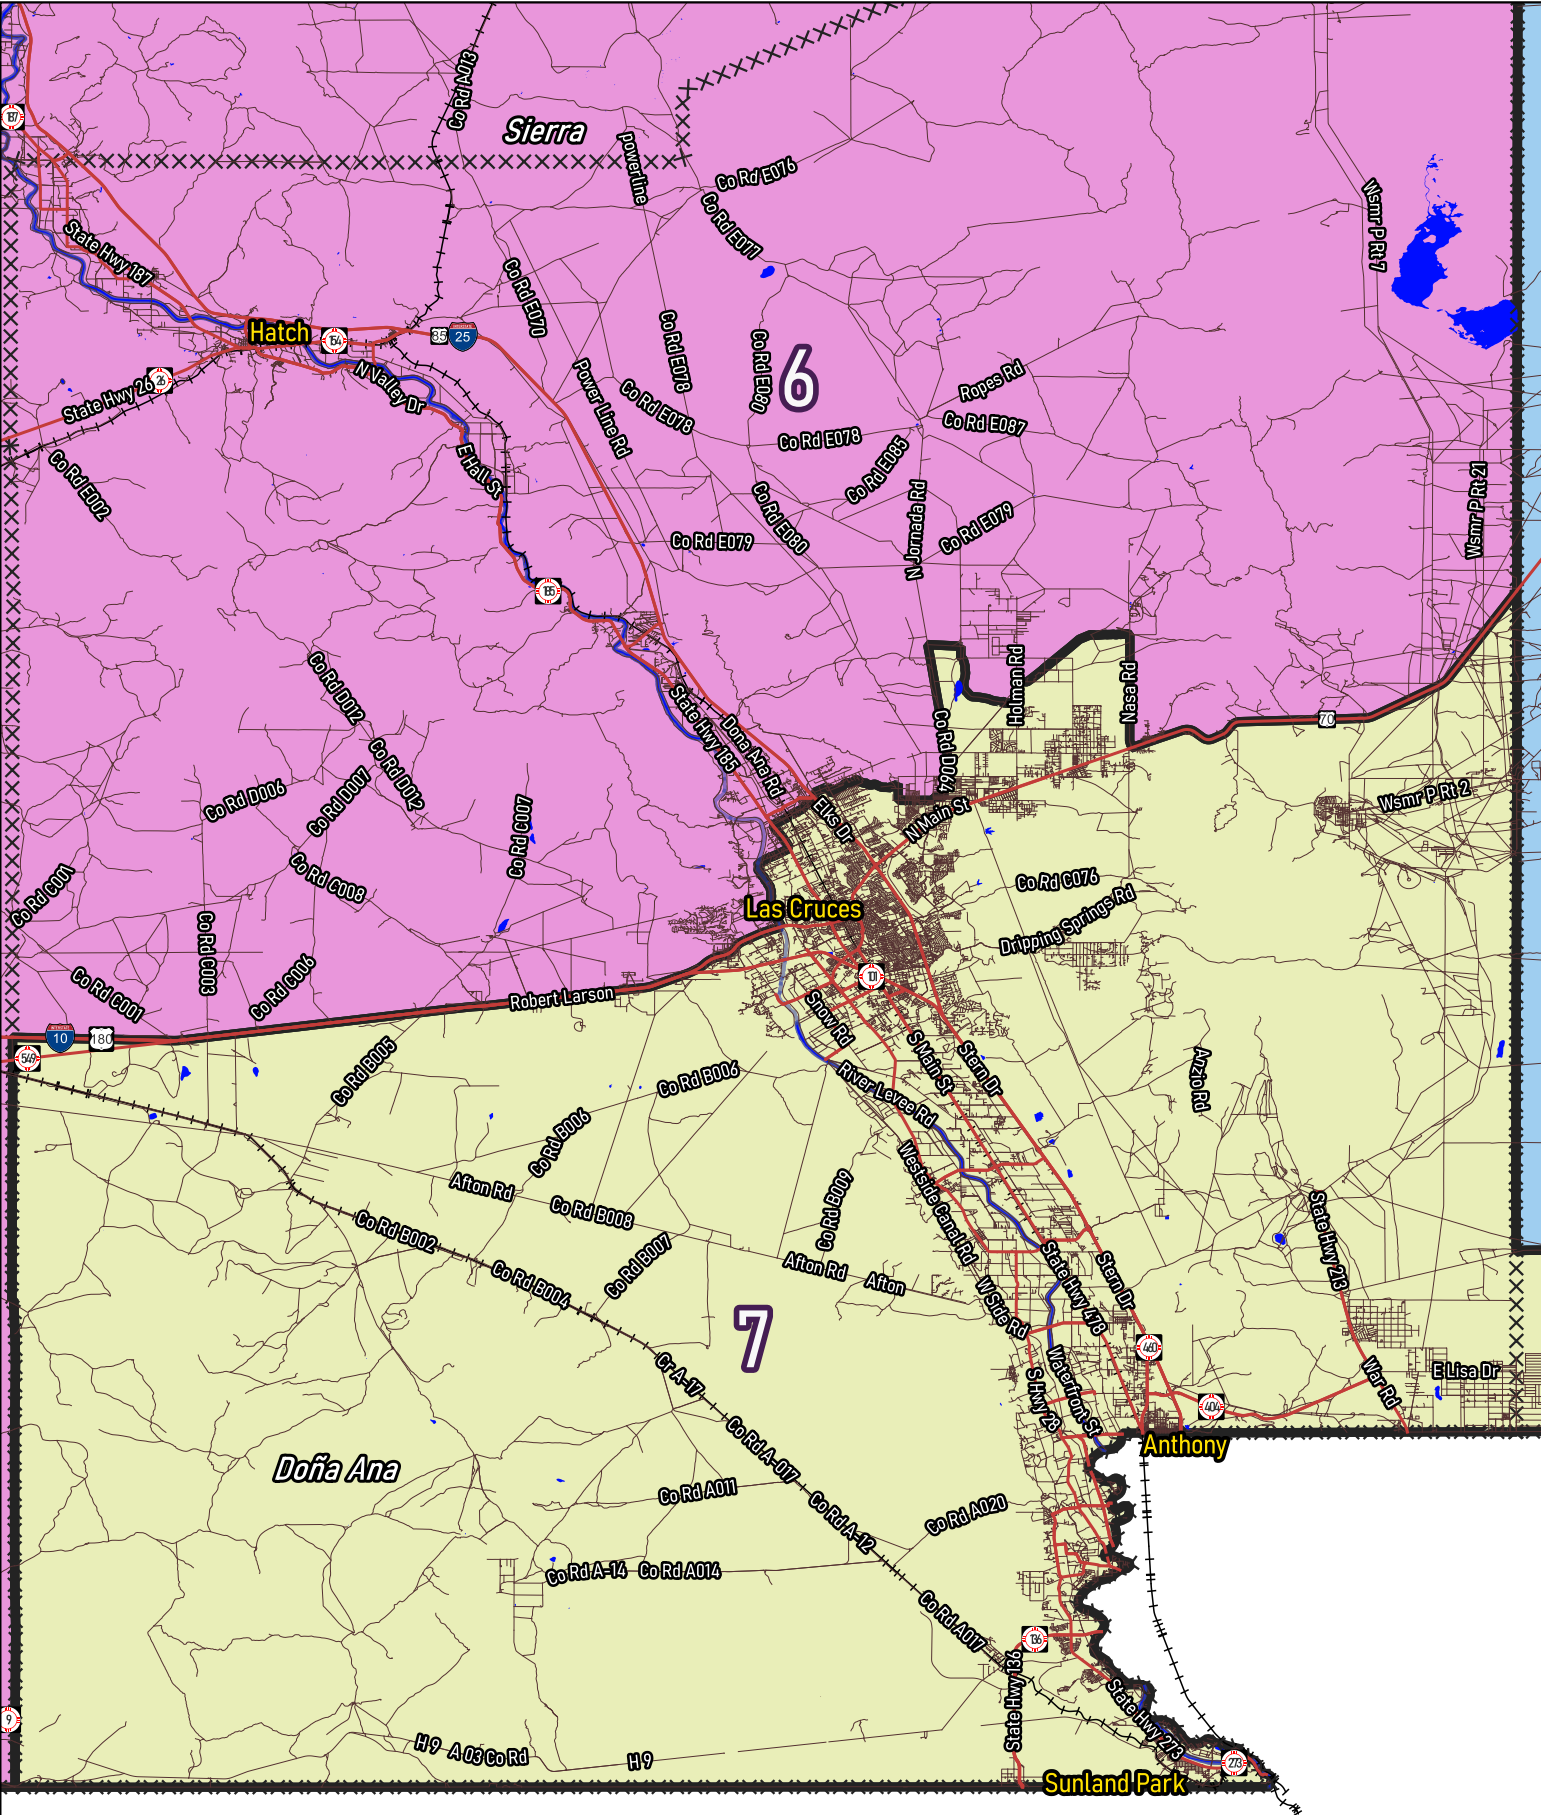 Co Rd A013
187
Sierra
powerline
Co Rd E076
Co Rd E077
Wsmr P Rt 7
State Hwy 187
Co Rd E070
Hatch
154
85
INTERSTATE
25
Co Rd E078
Co Rd E080
6
State Hwy 26
26
N Valley Dr
Power Line Rd
Co Rd E078
Ropes Rd
Co Rd E087
Co Rd E078
Co Rd E085
Co Rd E002
E Hall St
Co Rd E080
N Jornada Rd
Co Rd E079
Co Rd E079
Wsmr P Rt 21
185
Co Rd D012
State Hwy 185
Dona Ana Rd
Co Rd D064
Holman Rd
Nasa Rd
70
Co Rd D012
Co Rd D006
Co Rd D007
Co Rd C007
Elks Dr
N Main St
Wsmr P Rt 2
Co Rd C001
Co Rd C008
Co Rd C076
Las Cruces
Dripping Springs Rd
Co Rd C003
Co Rd C001
Co Rd C006
Robert Larson
101
INTERSTATE
10
180
549
Snow Rd
S Main St
Stern Dr
Co Rd B005
Co Rd B006
River Levee Rd
Anzio Rd
Co Rd B006
Afton Rd
Co Rd B008
Co Rd B009
Westside Canal Rd
Co Rd B002
Co Rd B007
Afton Rd
Afton
State Hwy 213
Co Rd B004
W Side Rd
State Hwy 478
Stern Dr
7
460
Cr-A-17
S Hwy 28
Waterfront St
War Rd
E Lisa Dr
404
Co Rd A-017
Anthony
Doña Ana
Co Rd A011
Co Rd A-12
Co Rd A020
Co Rd A-14
Co Rd A014
Co Rd A017
136
State Hwy 136
State Hwy 273
9
H 9
A 03 Co Rd
H 9
273
Sunland Park